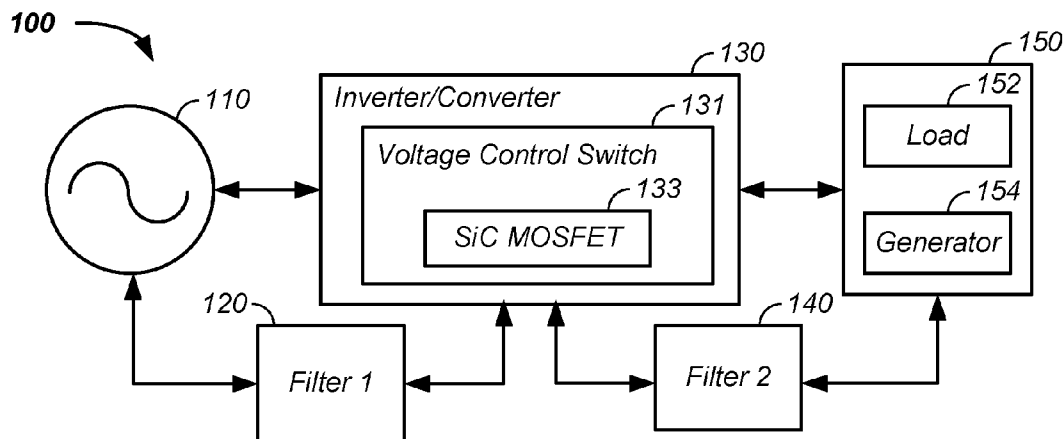 100
110
130
Inverter/Converter
131
Voltage Control Switch
133
SiC MOSFET
150
152
Load
154
Generator
120
Filter 1
140
Filter 2